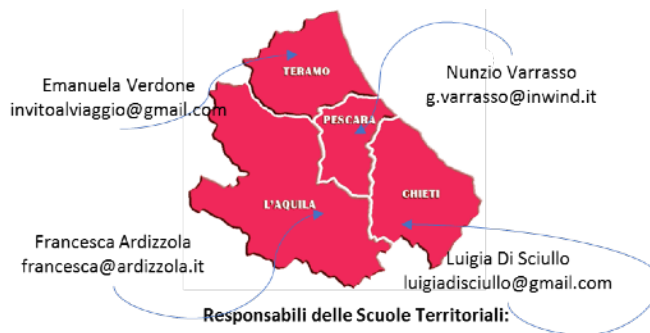 TERAMO
Emanuela Verdone
invitoalviaggio@gmail.com
Nunzio Varrasso
g.varrasso@inwind.it
PESCARA
L'AQUILA
CHIETI
Francesca Ardizzola
francesca@ardizzola.it
Luigia Di Sciullo
luigiadisciullo@gmail.com
Responsabili delle Scuole Territoriali: